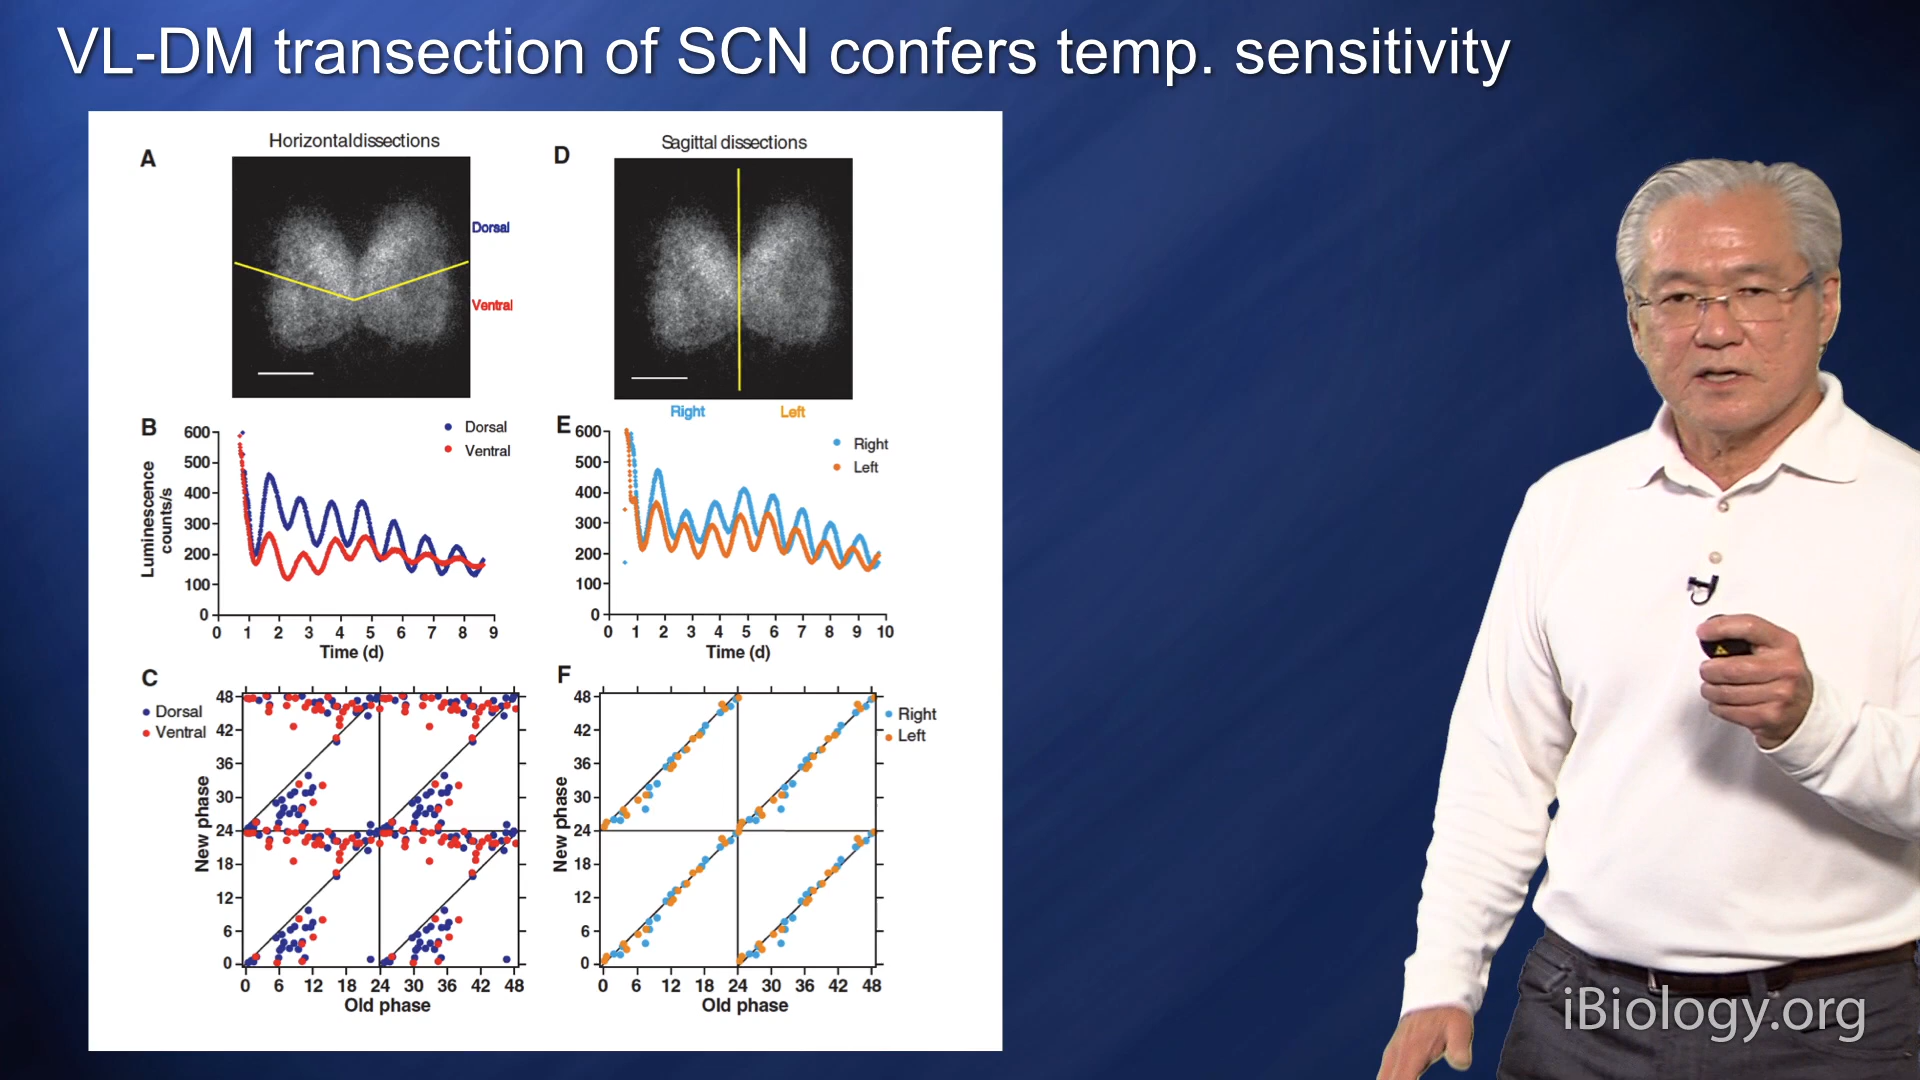 VL-DM transection of SCN confers temp. sensitivity
A
Horizontaldissections
Dorsal
Ventral
D
Sagittal dissections
Right
Left
B
Dorsal
Ventral
600
500
400
300
200
100
0
Luminescence
counts/s
0 1 2 3 4 5 6 7 8 9
Time (d)
E
Right
Left
600
500
400
300
200
100
0
0 1 2 3 4 5 6 7 8 9 10
Time (d)
C
Dorsal
Ventral
48
42
36
30
24
18
12
6
0
New phase
0 6 12 18 24 30 36 42 48
Old phase
F
Right
Left
48
42
36
30
24
18
12
6
0
New phase
0 6 12 18 24 30 36 42 48
Old phase
iBiology.org